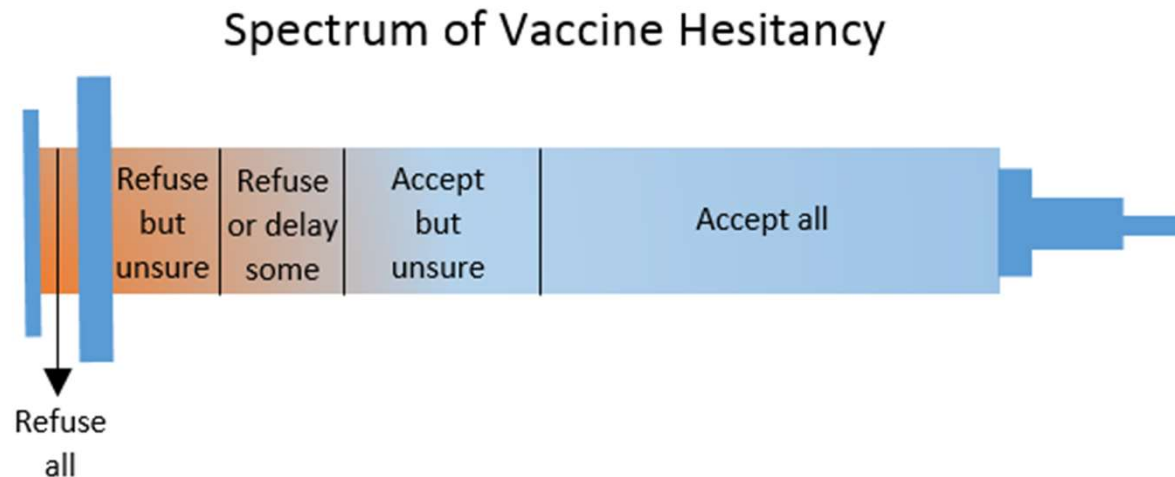 Spectrum of Vaccine Hesitancy
Refuse
but
unsure
Refuse
or delay
some
Accept
but
unsure
Accept all
Refuse
all